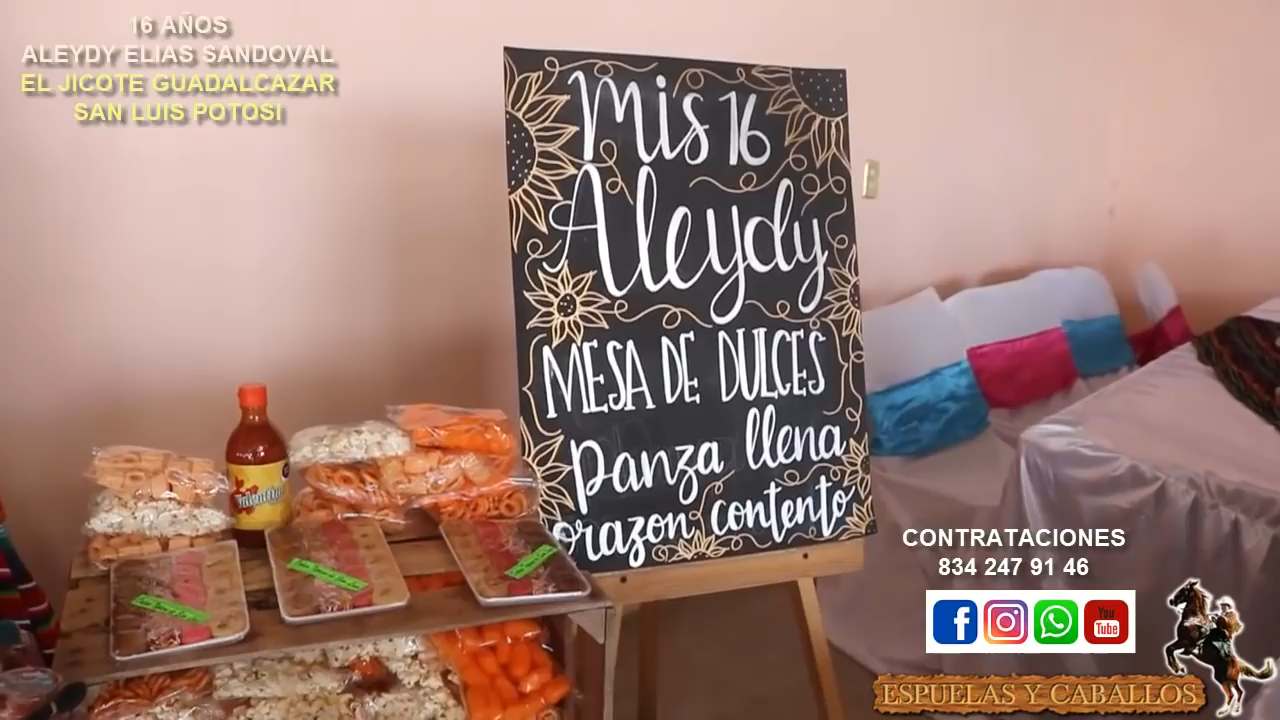 16 AÑOS
ALEYDY ELIAS SANDOVAL
EL JICOTE GUADALCAZAR
SAN LUIS POTOSI
Mis 16
Aleydy
MESA DE DULCES
Panza llena
orazon contento
Valentina
CONTRATACIONES
834 247 91 46
You
Tube
ESPUELAS Y CABALLOS